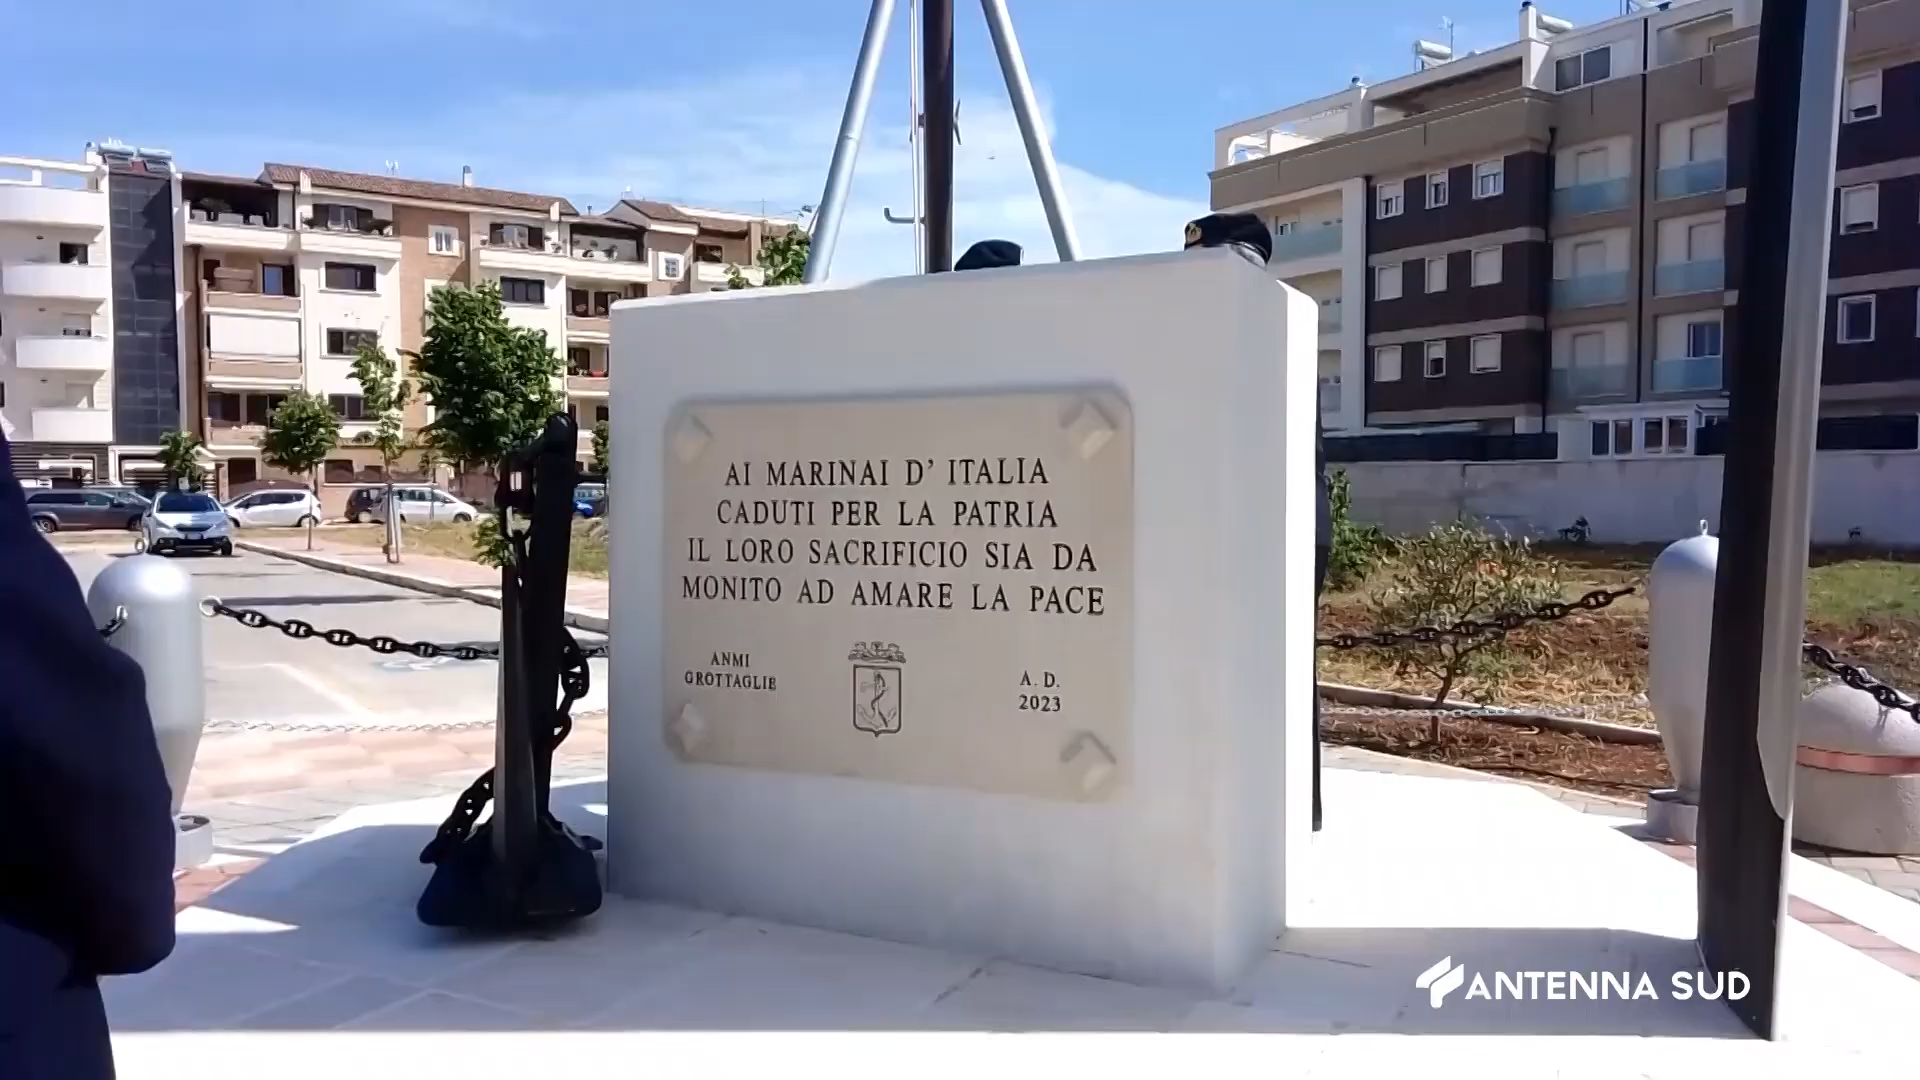 AI MARINAI D' ITALIA
CADUTI PER LA PATRIA
IL LORO SACRIFICIO SIA DA
MONITO AD AMARE LA PACE
ANMI
GROTTAGLIE
A. D.
2023
ANTENNA SUD